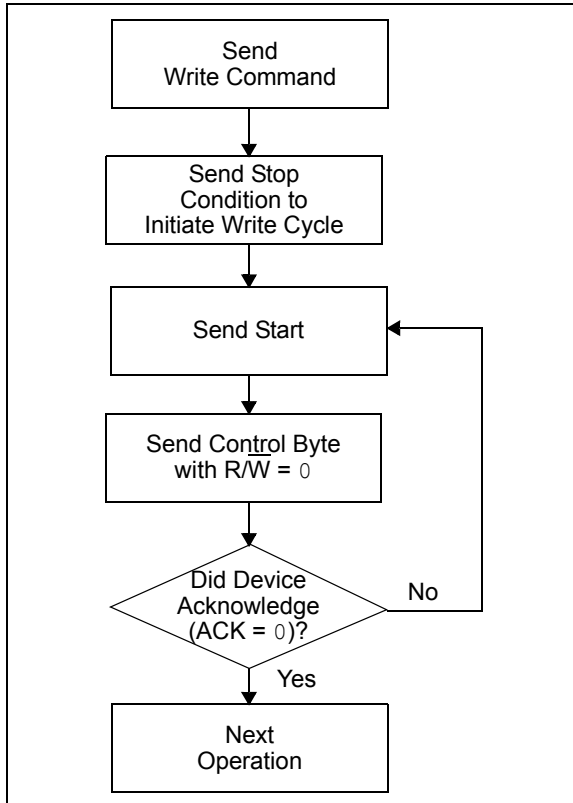 Send
Write Command
Send Stop
Condition to
Initiate Write Cycle
Send Start
Send Control Byte
with R/W̅ = 0
Did Device
Acknowledge
(ACK = 0)?
No
Yes
Next
Operation